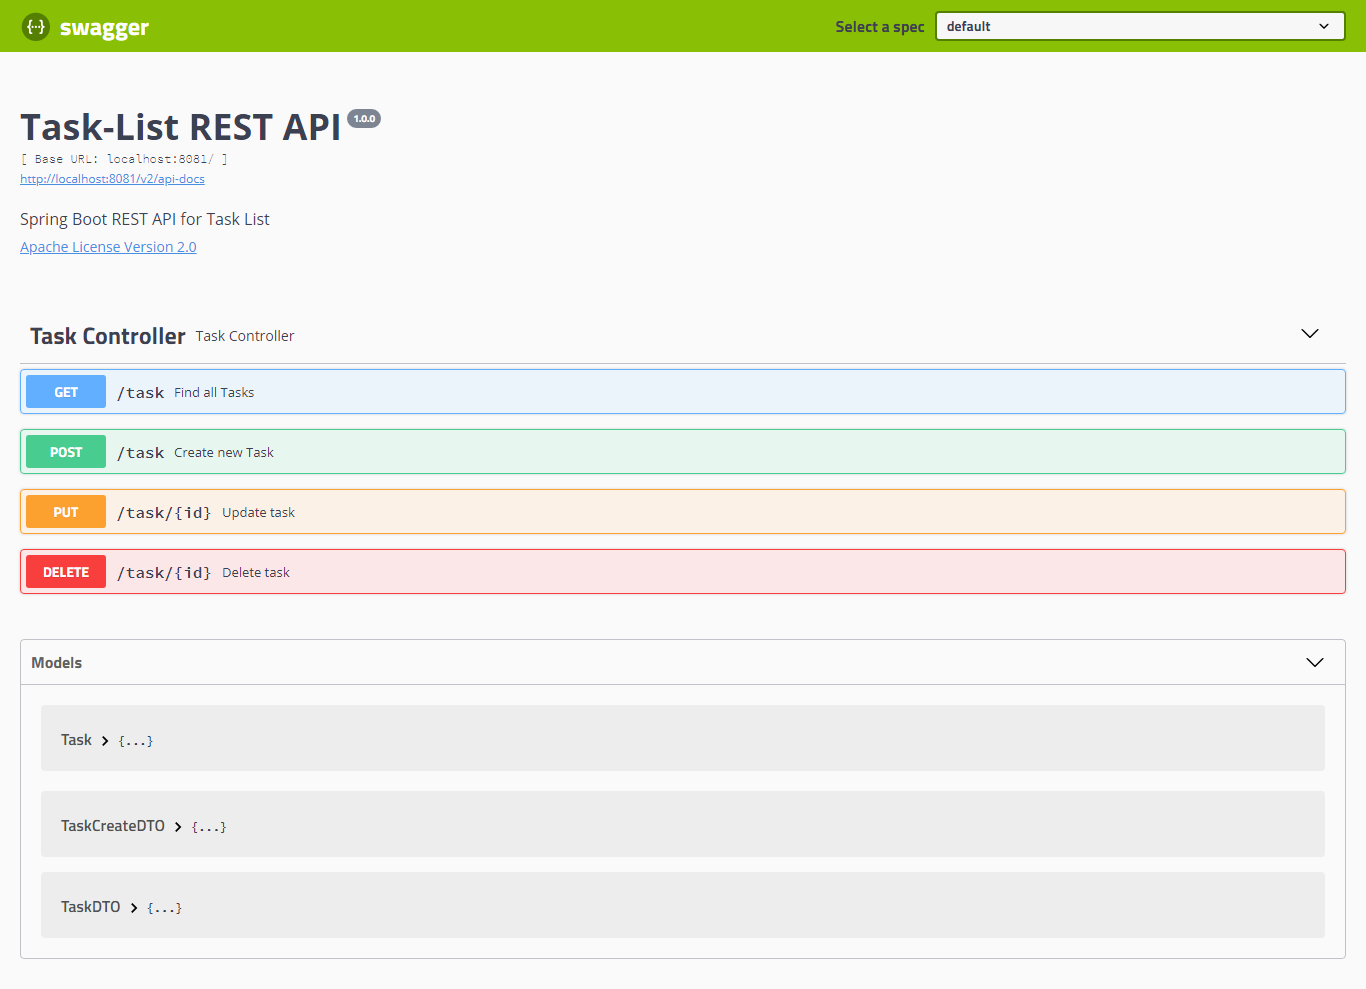 {...} swagger
Select a spec default
Task-List REST API 1.0.0
[ Base URL: localhost:8081/ ]
http://localhost:8081/v2/api-docs
Spring Boot REST API for Task List
Apache License Version 2.0
Task Controller Task Controller
GET /task Find all Tasks
POST /task Create new Task
PUT /task/{id} Update task
DELETE /task/{id} Delete task
Models
Task > {...}
TaskCreateDTO > {...}
TaskDTO > {...}